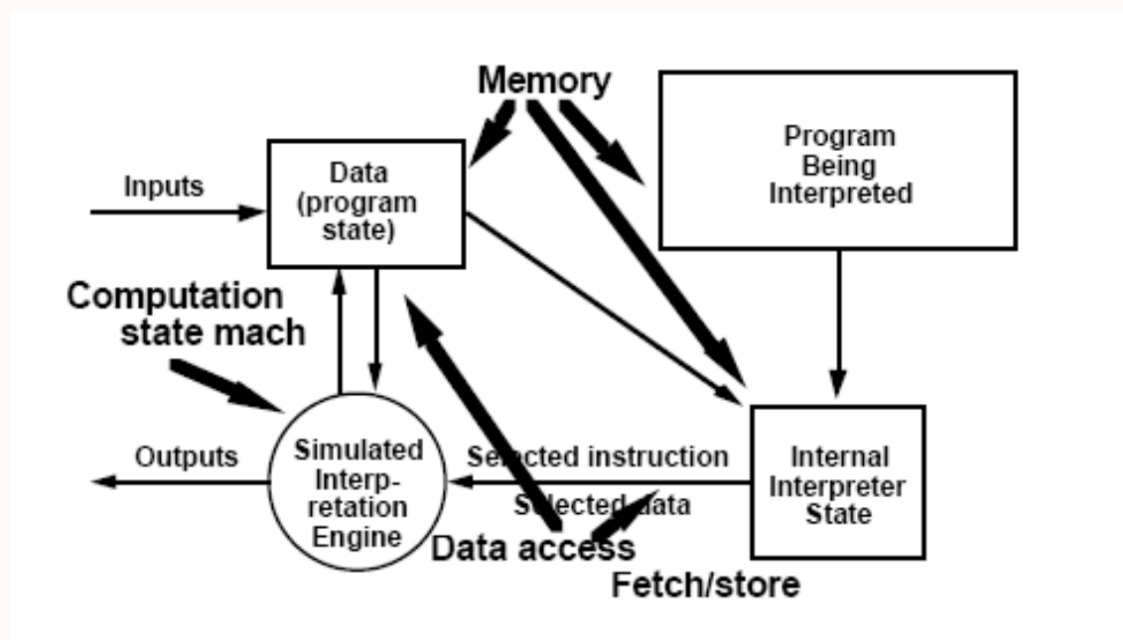 Memory
Program
Being
Interpreted
Data
(program
state)
Inputs
Computation
state mach
Outputs
Simulated
Interp-
retation
Engine
Selected instruction
Selected data
Internal
Interpreter
State
Data access
Fetch/store